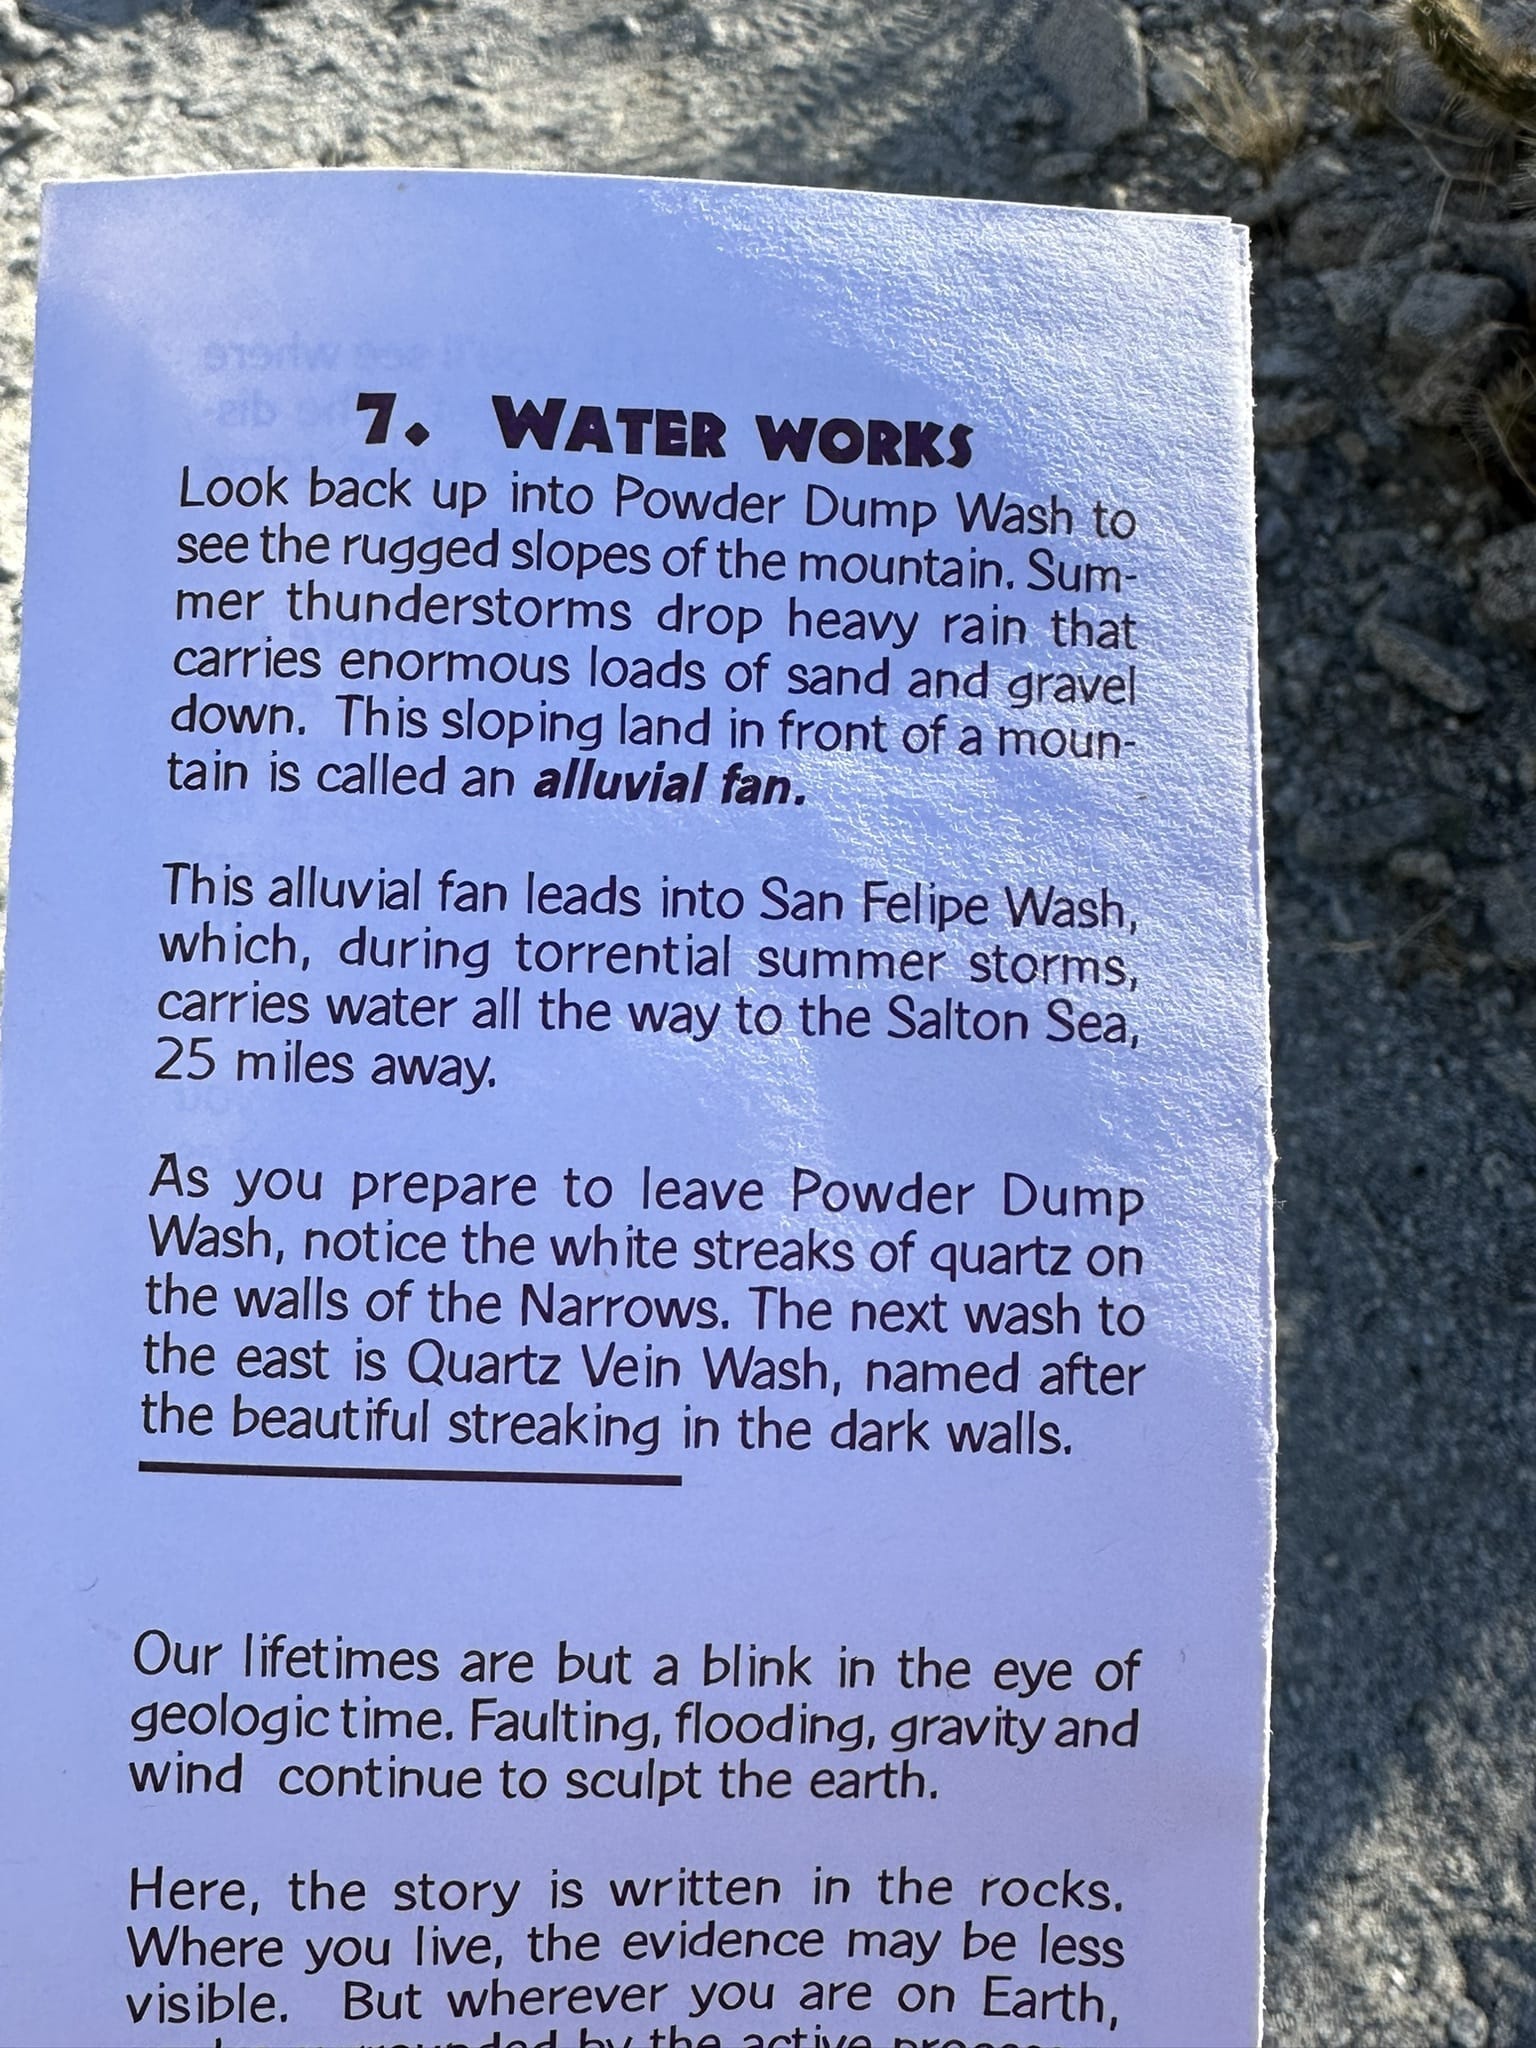 7. WATER WORKS
Look back up into Powder Dump Wash to
see the rugged slopes of the mountain. Sum-
mer thunderstorms drop heavy rain that
carries enormous loads of sand and gravel
down. This sloping land in front of a moun-
tain is called an alluvial fan.
This alluvial fan leads into San Felipe Wash,
which, during torrential summer storms,
carries water all the way to the Salton Sea,
25 miles away.
As you prepare to leave Powder Dump
Wash, notice the white streaks of quartz on
the walls of the Narrows. The next wash to
the east is Quartz Vein Wash, named after
the beautiful streaking in the dark walls.
Our lifetimes are but a blink in the eye of
geologic time. Faulting, flooding, gravity and
wind continue to sculpt the earth.
Here, the story is written in the rocks.
Where you live, the evidence may be less
visible. But wherever you are on Earth,
by the active